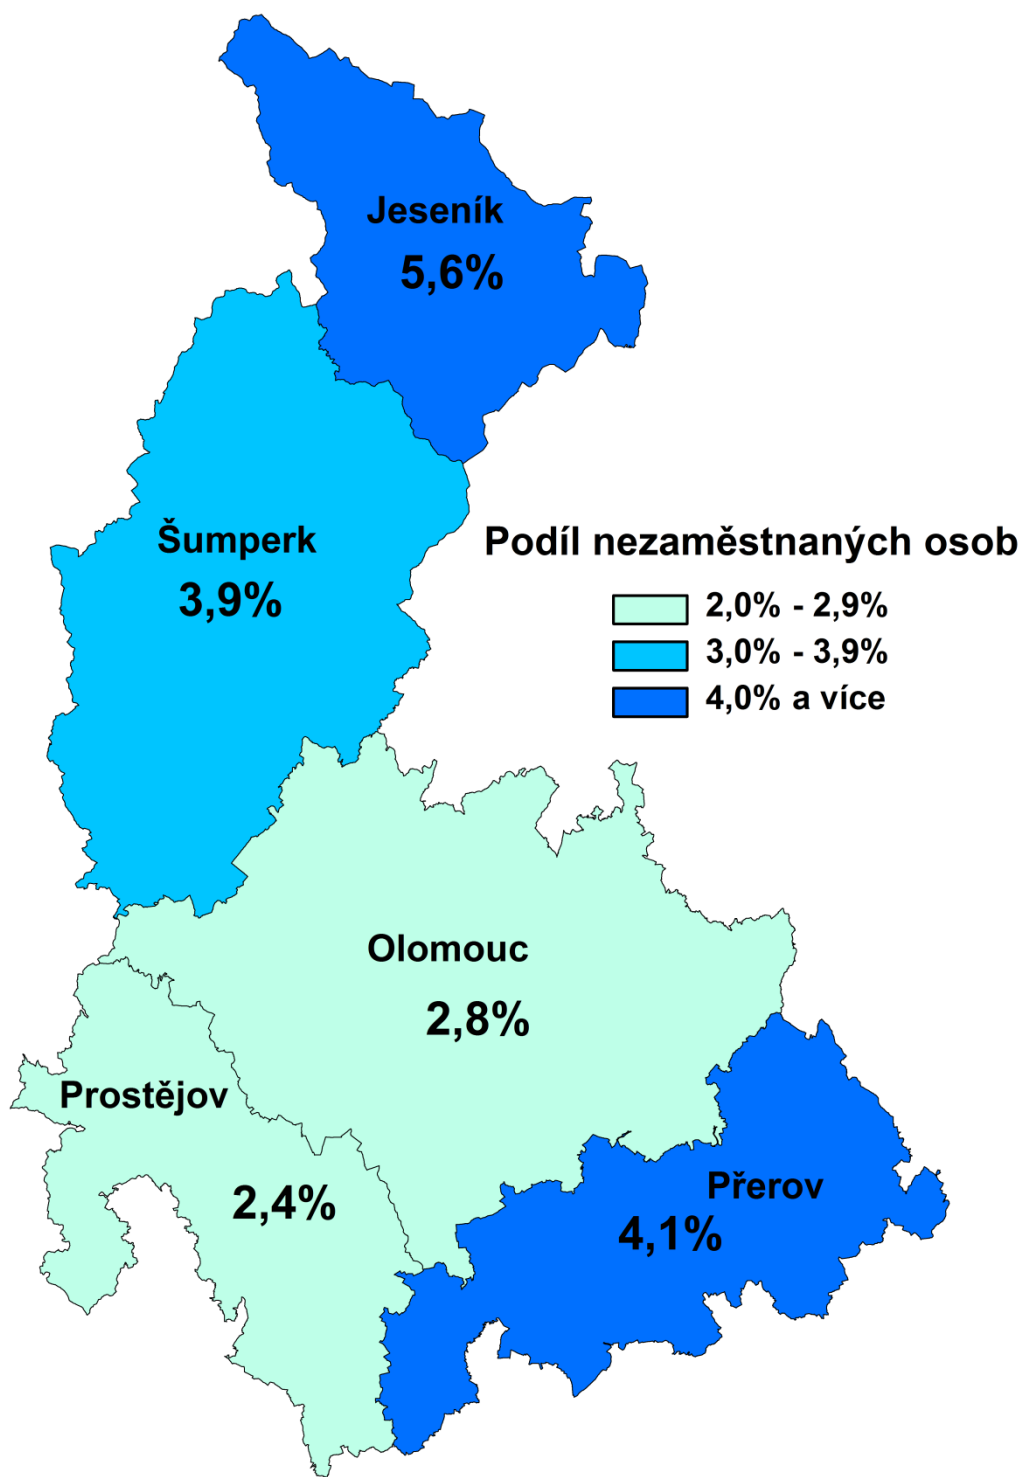 Jeseník
5,6%
Šumperk
3,9%
Podíl nezaměstnaných osob
2,0% - 2,9%
3,0% - 3,9%
4,0% a více
Olomouc
2,8%
Prostějov
2,4%
Přerov
4,1%